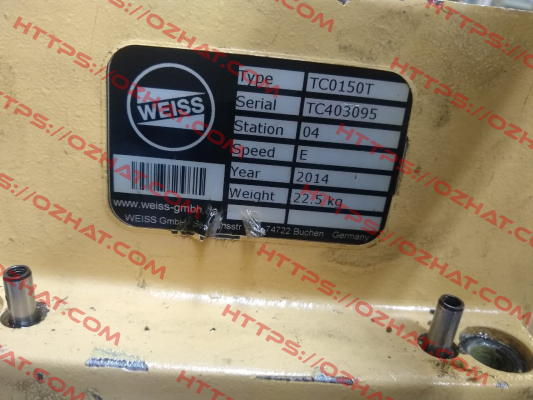 WEISS
Type TC0150T
Serial TC403095
Station 04
Speed E
Year 2014
Weight 22.5 kg
www.weiss-gmbh.de
WEISS GmbH 74722 Buchen Germany
HTTPS://OZHAT.COM